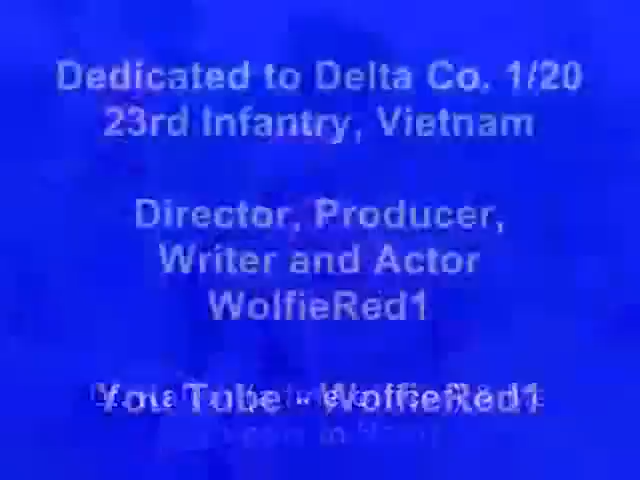 Dedicated to Delta Co. 1/20
23rd Infantry, Vietnam
Director, Producer,
Writer and Actor
WolfieRed1
YouTube - WolfieRed1